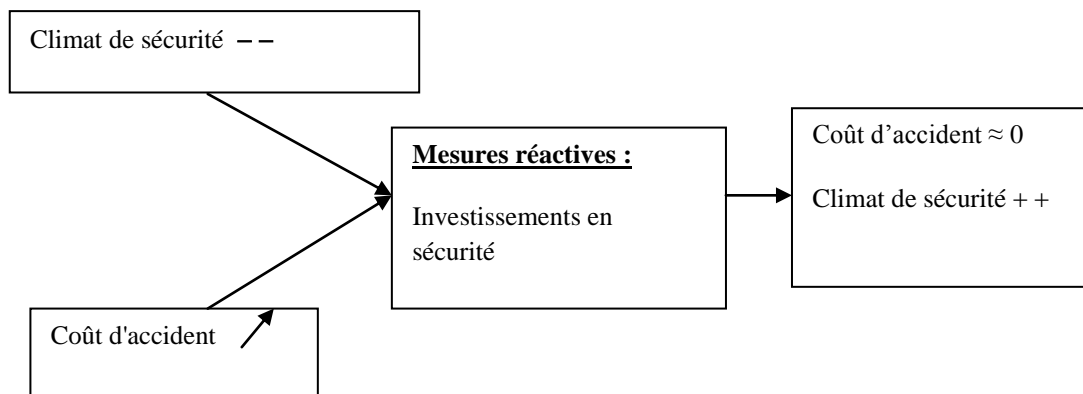 Climat de sécurité – –
Mesures réactives :
Investissements en
sécurité
Coût d’accident ≈ 0
Climat de sécurité + +
Coût d'accident